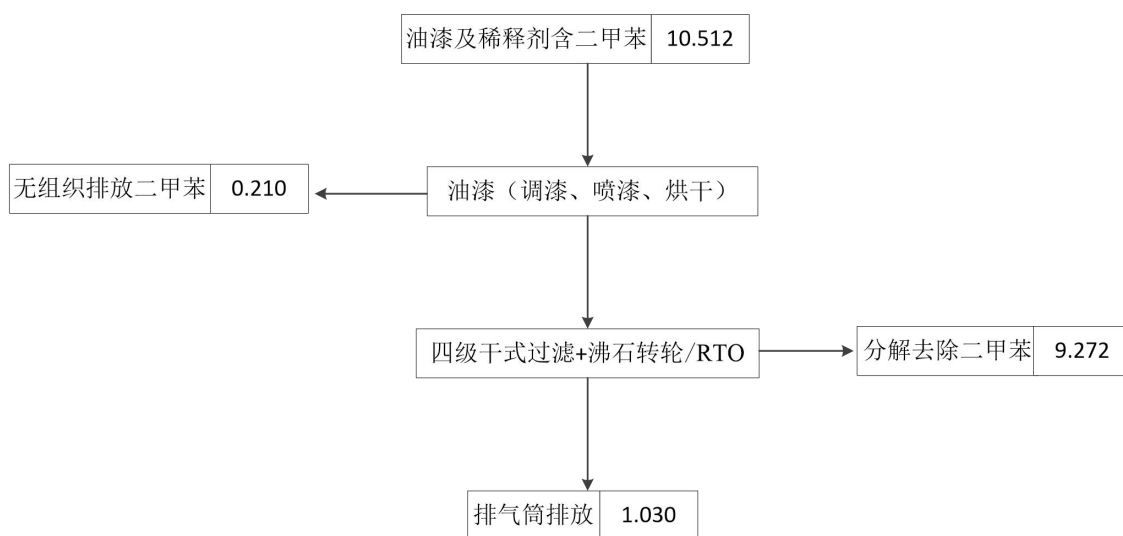 油漆及稀释剂含二甲苯 10.512
无组织排放二甲苯 0.210
油漆（调漆、喷漆、烘干）
四级干式过滤+沸石转轮/RTO
分解去除二甲苯 9.272
排气筒排放 1.030